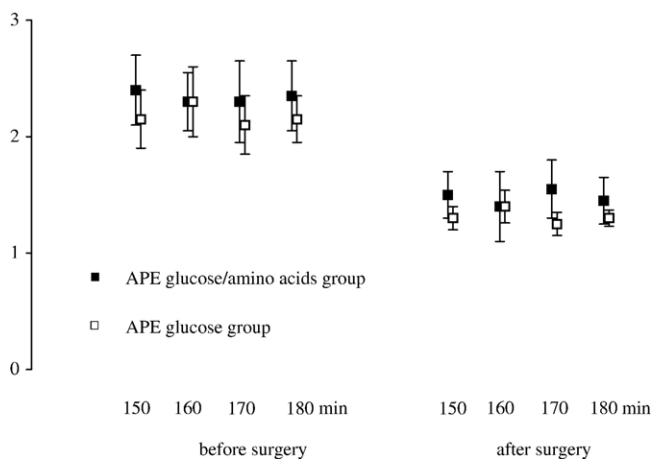 3
2
1
APE glucose/amino acids group
APE glucose group
0
150 160 170 180 min 150 160 170 180 min
before surgery after surgery